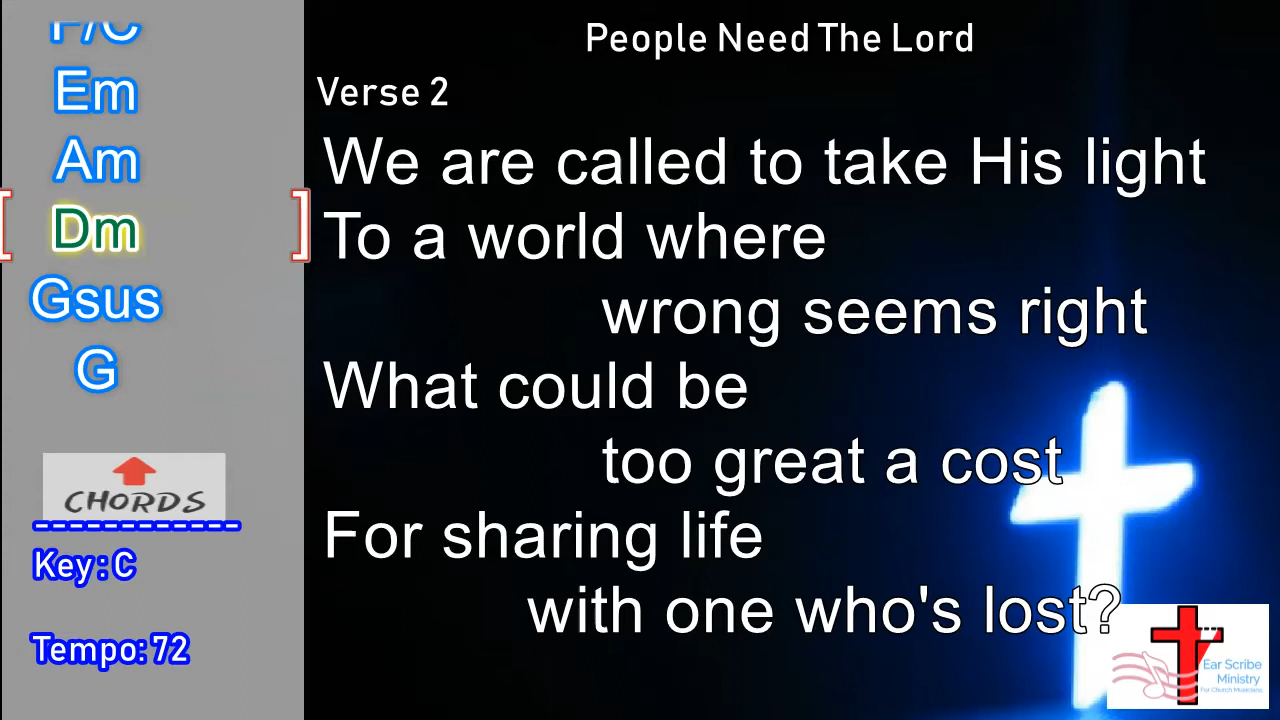 F/C
Em
Am
[ Dm ]
Gsus
G
CHORDS
------------
Key: C
Tempo: 72
People Need The Lord
Verse 2
We are called to take His light
To a world where
wrong seems right
What could be
too great a cost
For sharing life
with one who's lost?
Ear Scribe
Ministry
For Church Musicians